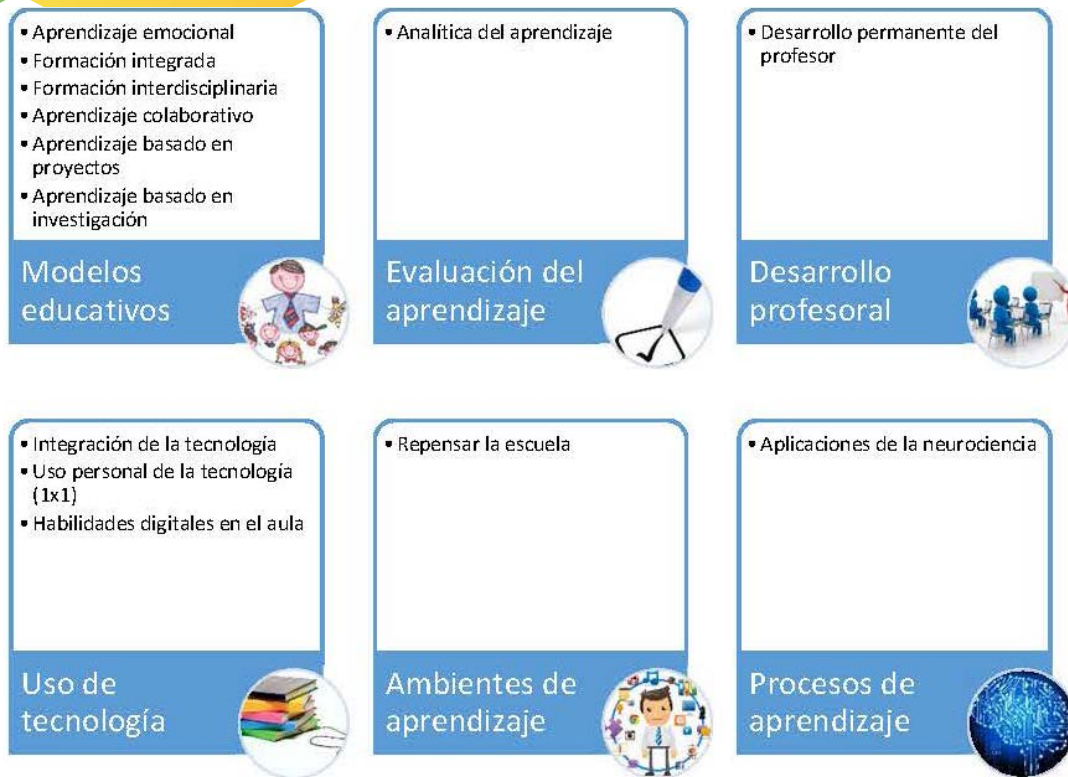 • Aprendizaje emocional
• Formación integrada
• Formación interdisciplinaria
• Aprendizaje colaborativo
• Aprendizaje basado en
proyectos
• Aprendizaje basado en
investigación
Modelos
educativos
• Analítica del aprendizaje
Evaluación del
aprendizaje
• Desarrollo permanente del
profesor
Desarrollo
profesoral
• Integración de la tecnología
• Uso personal de la tecnología
(1x1)
• Habilidades digitales en el aula
Uso de
tecnología
• Repensar la escuela
Ambientes de
aprendizaje
• Aplicaciones de la neurociencia
Procesos de
aprendizaje